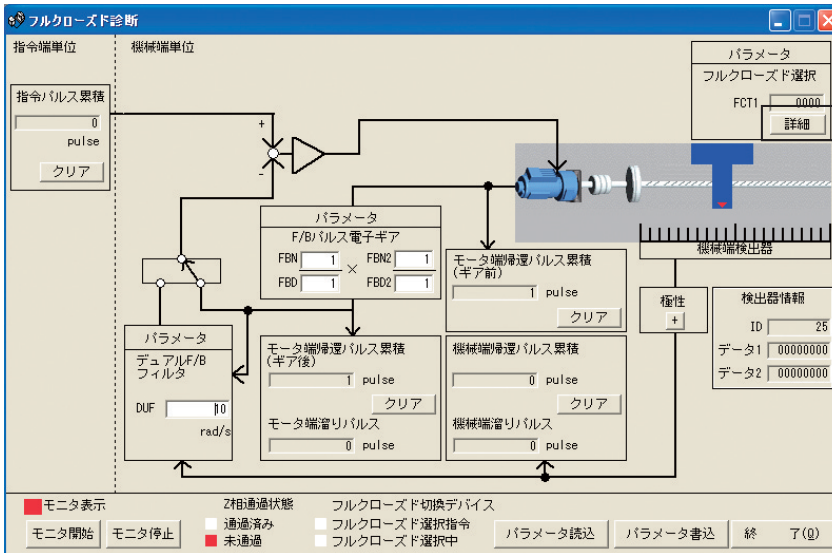 フルクローズド診断
指令端単位
機械端単位
指令パルス累積
0
pulse
クリア
+
-
パラメータ
フルクローズド選択
FCT1 0000
詳細
機械端検出器
パラメータ
F/Bパルス電子ギア
FBN 1 × FBN2 1
FBD 1 FBD2 1
モータ端帰還パルス累積
(ギア前)
1 pulse
クリア
極性
+
検出器情報
ID 25
データ1 00000000
データ2 00000000
パラメータ
デュアルF/B
フィルタ
DUF 10
rad/s
モータ端帰還パルス累積
(ギア後)
1 pulse
クリア
モータ端溜りパルス
0 pulse
機械端帰還パルス累積
0 pulse
クリア
機械端溜りパルス
0 pulse
モニタ表示
モニタ開始
モニタ停止
Z相通過状態
通過済み
未通過
フルクローズド切換デバイス
フルクローズド選択指令
フルクローズド選択中
パラメータ読込
パラメータ書込
終 了(Q)